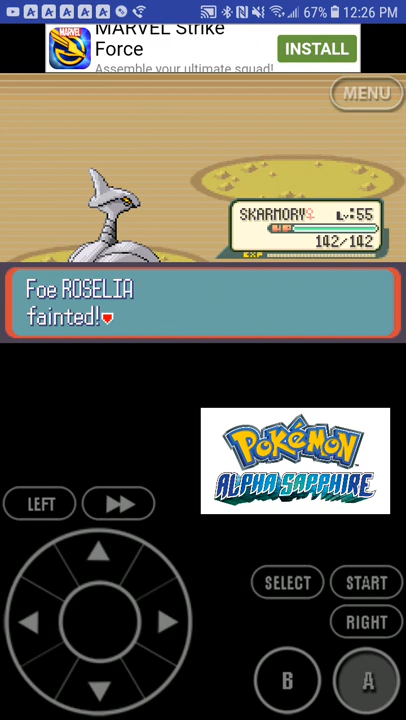 A A A A 67% 12:26 PM
MARVEL
MARVEL Strike
Force
Assemble your ultimate squad!
INSTALL
MENU
SKARMORY♀ Lv:55
142/142
EXP
Foe ROSELIA
fainted!
POKéMON
ALPHA SAPPHIRE
LEFT
SELECT START
RIGHT
B A